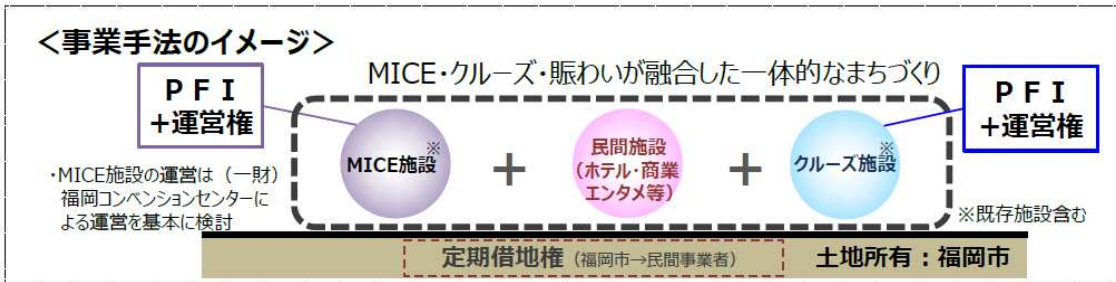 ＜事業手法のイメージ＞
MICE・クルーズ・賑わいが融合した一体的なまちづくり
ＰＦＩ
+運営権
・MICE施設の運営は（一財）
福岡コンベンションセンターに
よる運営を基本に検討
MICE施設※
+
民間施設
（ホテル・商業
エンタメ等）
+
クルーズ施設※
ＰＦＩ
+運営権
※既存施設含む
定期借地権（福岡市→民間事業者）
土地所有：福岡市